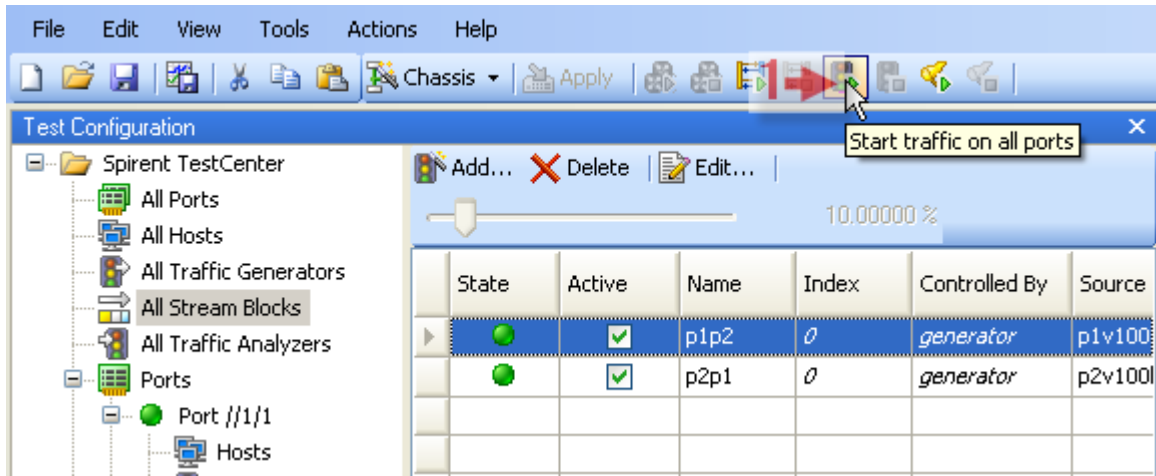 File Edit View Tools Actions Help
Chassis Apply 1
Start traffic on all ports
Test Configuration
Spirent TestCenter
All Ports
All Hosts
All Traffic Generators
All Stream Blocks
All Traffic Analyzers
Ports
Port //1/1
Hosts
Add... Delete Edit...
10.00000 %
State Active Name Index Controlled By Source
p1p2 0 generator p1v100
p2p1 0 generator p2v100